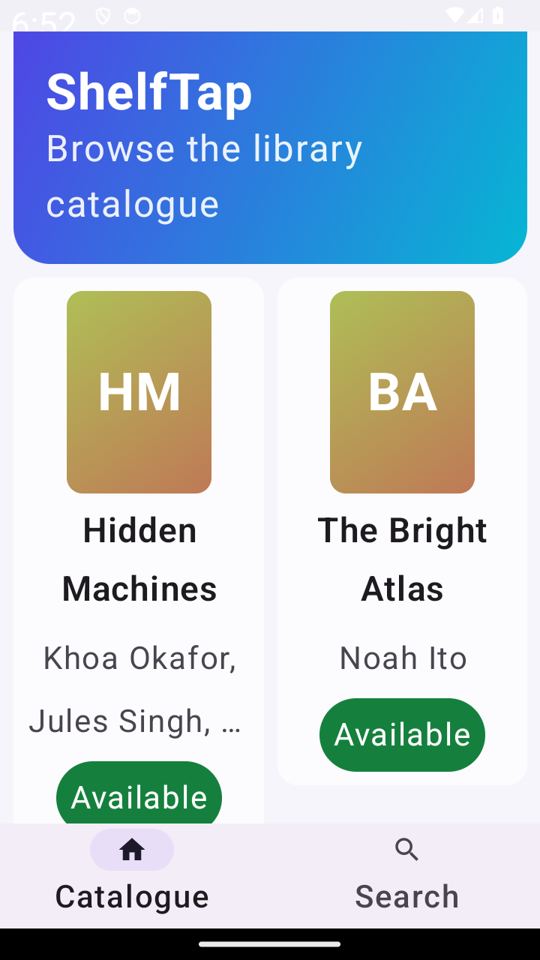 6:52
ShelfTap
Browse the library
catalogue
HM
BA
Hidden
Machines
The Bright
Atlas
Khoa Okafor,
Jules Singh, …
Noah Ito
Available
Available
Catalogue
Search